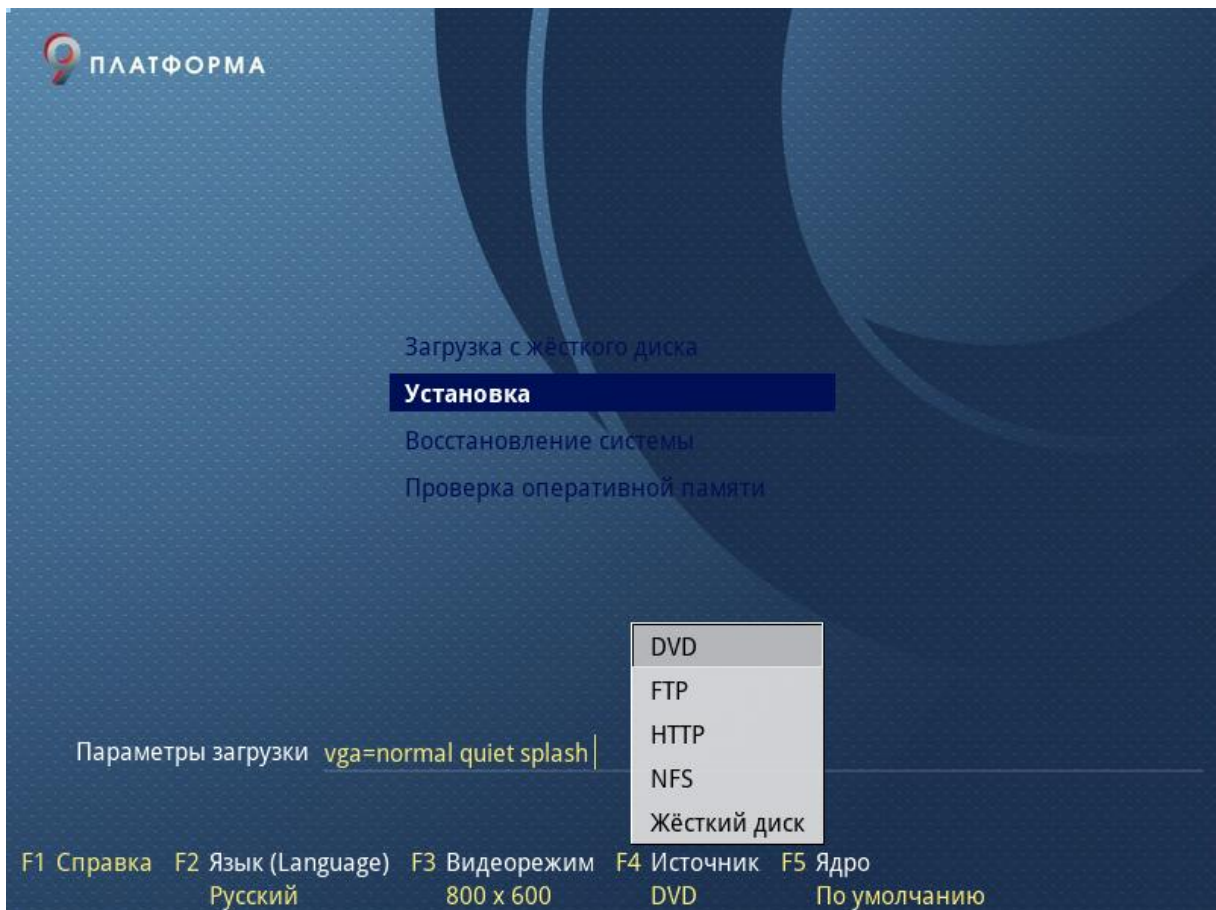 9 ПЛАТФОРМА
Загрузка с жёсткого диска
Установка
Восстановление системы
Проверка оперативной памяти
DVD
FTP
HTTP
NFS
Жёсткий диск
Параметры загрузки vga=normal quiet splash
F1 Справка F2 Язык (Language) F3 Видеорежим F4 Источник F5 Ядро
Русский 800 x 600 DVD По умолчанию